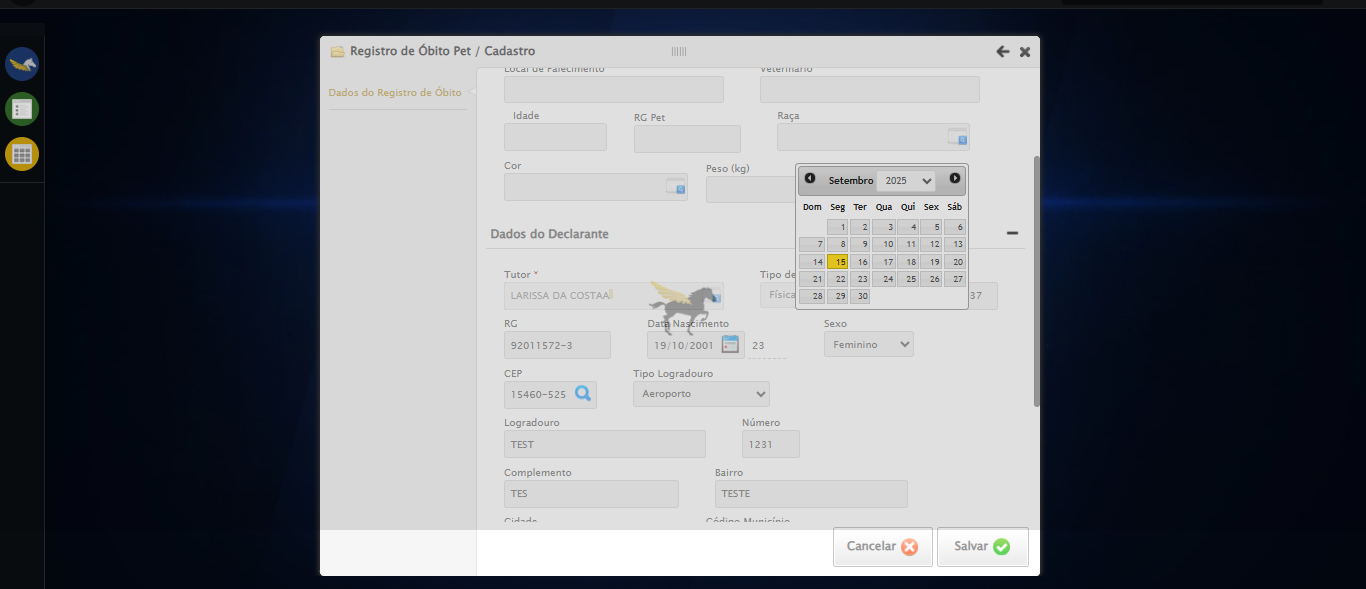 Registro de Óbito Pet / Cadastro
Dados do Registro de Óbito
Local de Falecimento
Veterinário
Idade
RG Pet
Raça
Cor
Peso (kg)
Setembro 2025
Dom Seg Ter Qua Qui Sex Sáb
1 2 3 4 5 6
7 8 9 10 11 12 13
14 15 16 17 18 19 20
21 22 23 24 25 26 27
28 29 30
Dados do Declarante
Tutor *
Tipo de
LARISSA DA COSTAA
Física
37
RG
Data Nascimento
Sexo
92011572-3
19/10/2001
23
Feminino
CEP
Tipo Logradouro
15460-525
Aeroporto
Logradouro
Número
TEST
1231
Complemento
Bairro
TES
TESTE
Cidade
Código Município
Cancelar
Salvar